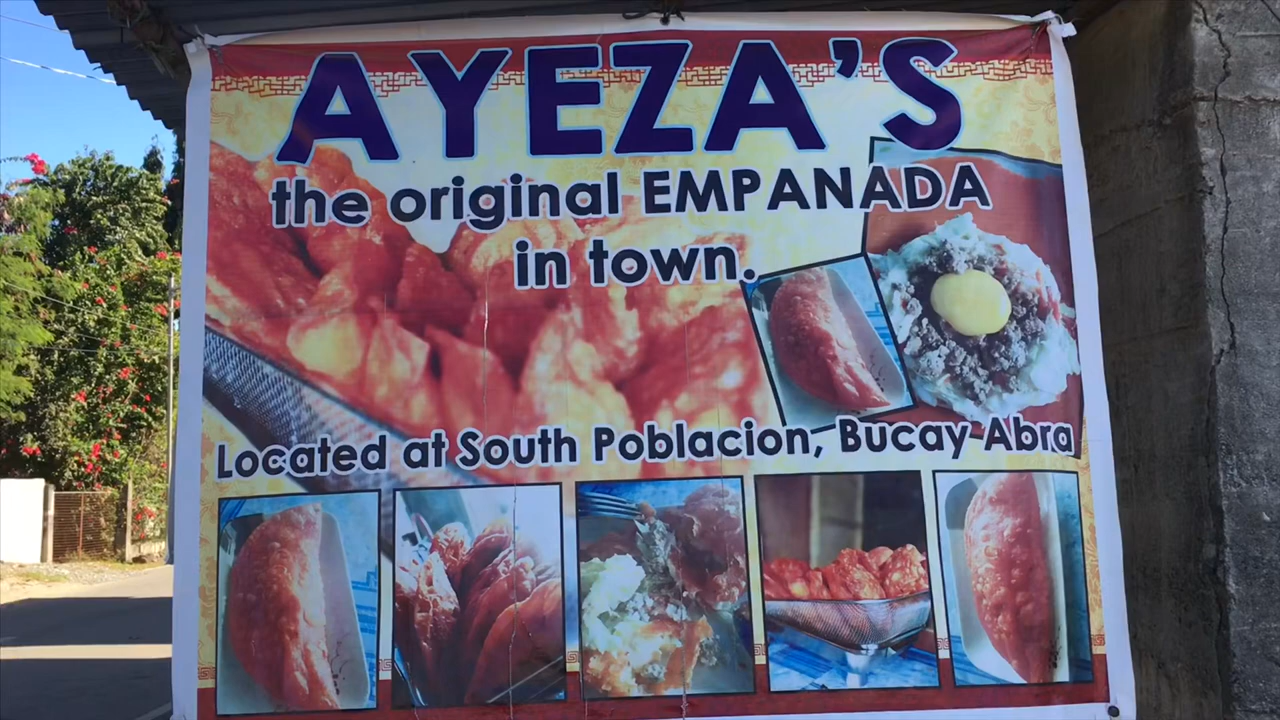 AYEZA'S
the original EMPANADA
in town.
Located at South Poblacion, Bucay Abra